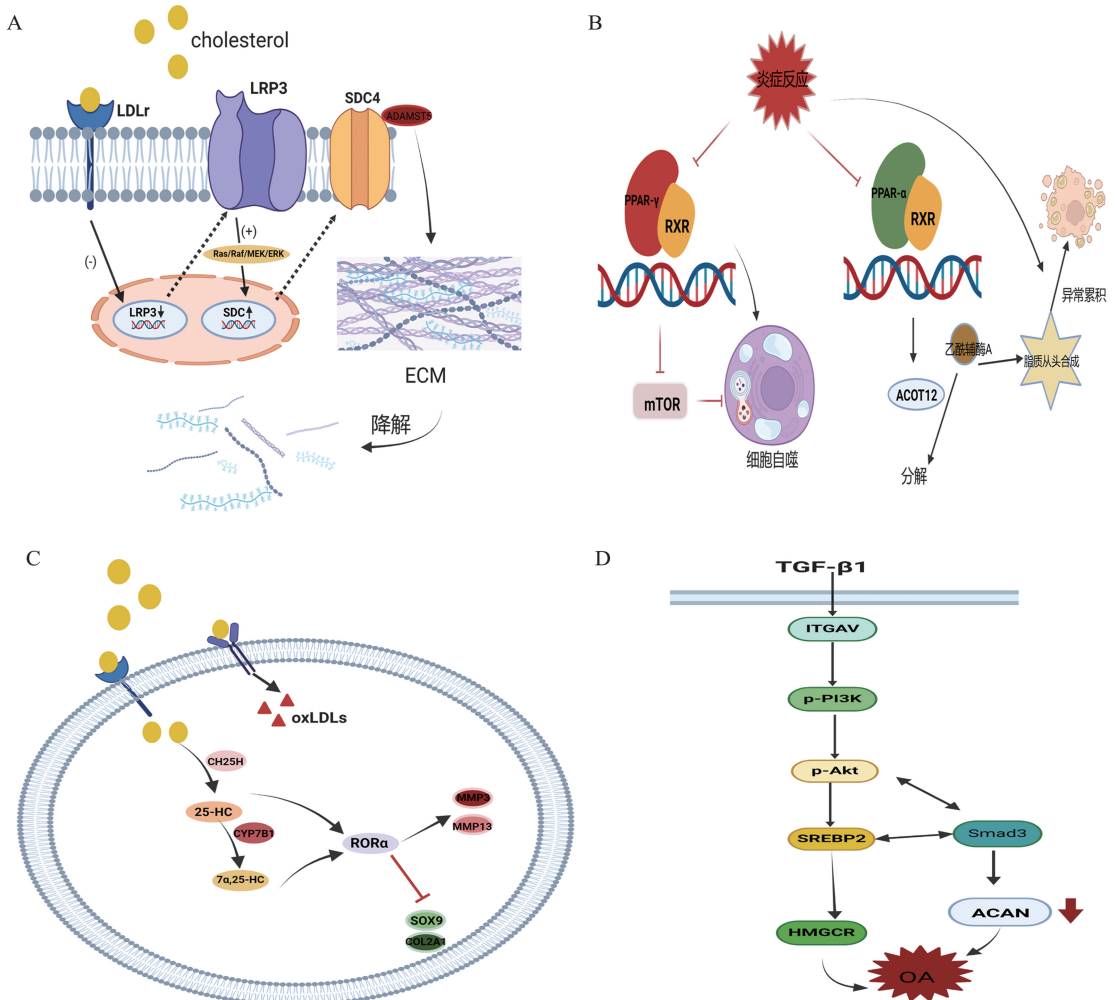 A
cholesterol
LDLr
LRP3
SDC4
ADAMST5
(-)
(+)
Ras/Raf/MEK/ERK
LRP3
SDC
ECM
降解
B
炎症反应
PPAR-γ
RXR
PPAR-α
RXR
mTOR
细胞自噬
ACOT12
乙酰辅酶A
分解
脂质从头合成
异常累积
C
oxLDLs
CH25H
25-HC
CYP7B1
7α,25-HC
RORα
MMP3
MMP13
SOX9
COL2A1
D
TGF-β1
ITGAV
p-PI3K
p-Akt
SREBP2
Smad3
HMGCR
ACAN
OA